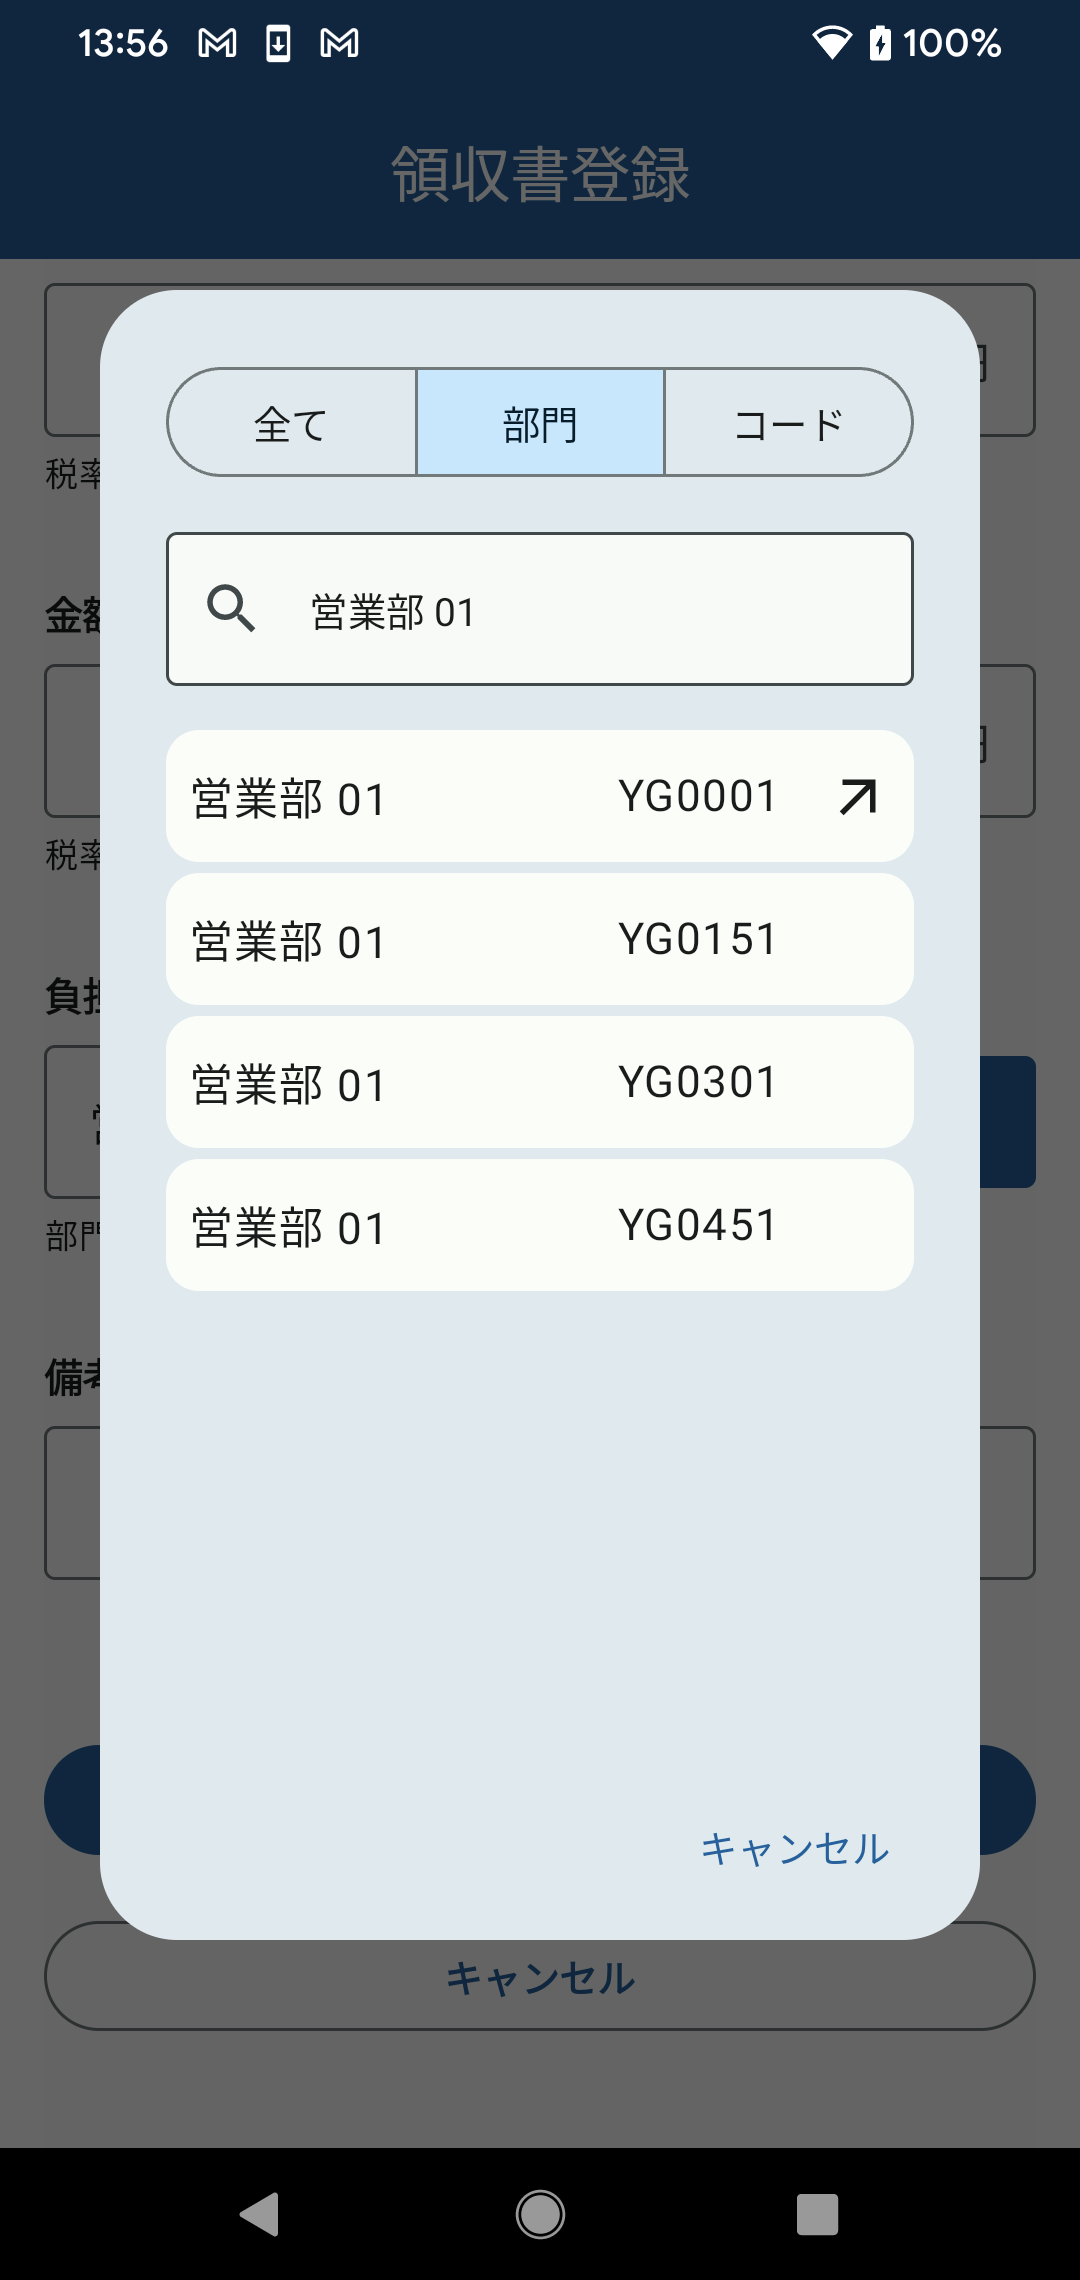 13:56
100%
領収書登録
全て
部門
コード
営業部 01
営業部 01 YG0001
営業部 01 YG0151
営業部 01 YG0301
営業部 01 YG0451
キャンセル
税率
金額
税率
負担
部門
備考
キャンセル